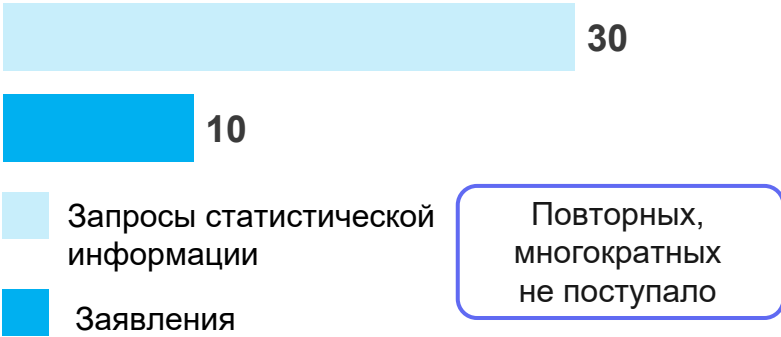 30
10
Запросы статистической
информации
Заявления
Повторных,
многократных
не поступало